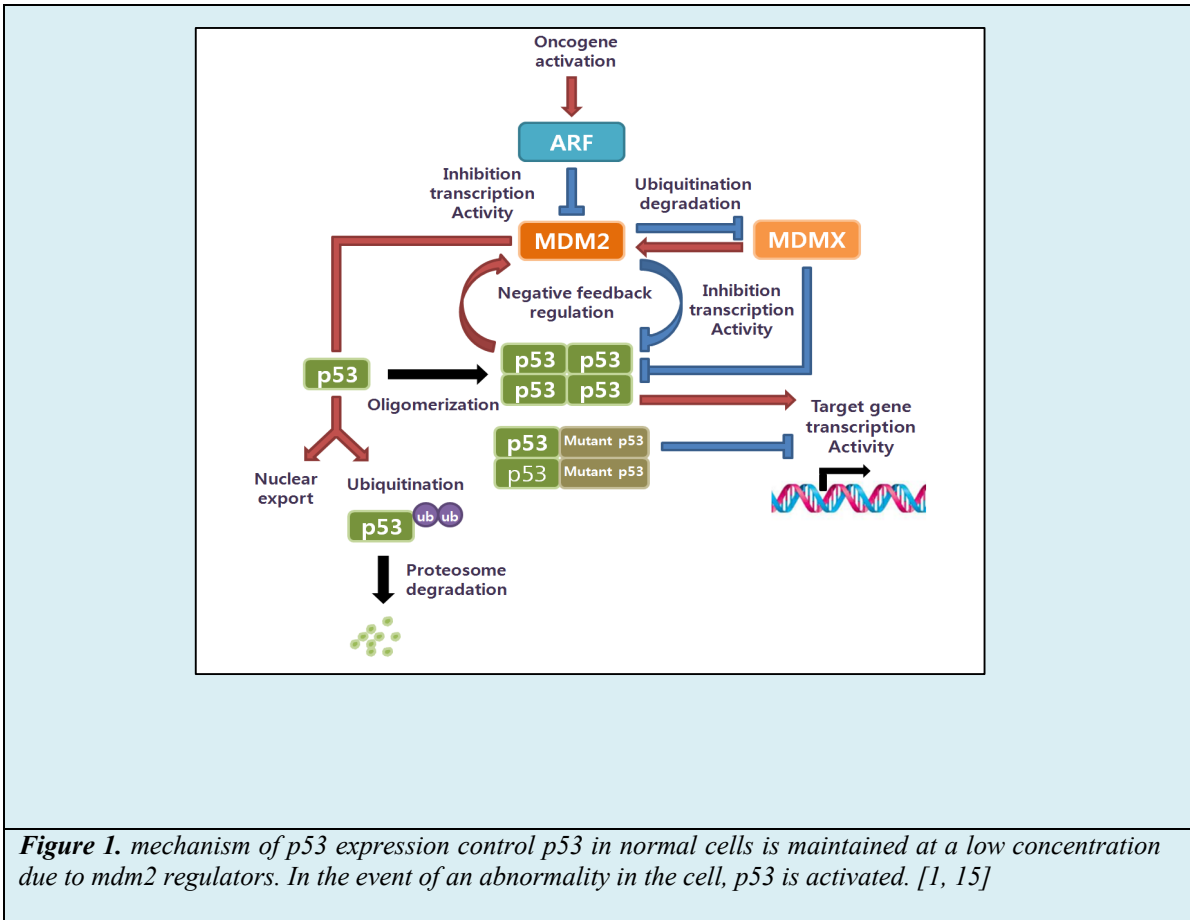 Oncogene
activation
ARF
Inhibition
transcription
Activity
Ubiquitination
degradation
MDM2
MDMX
Negative feedback
regulation
Inhibition
transcription
Activity
p53
p53 p53
p53 p53
Oligomerization
Target gene
transcription
Activity
p53 Mutant p53
p53 Mutant p53
Nuclear
export
Ubiquitination
p53 ub ub
Proteosome
degradation
Figure 1. mechanism of p53 expression control p53 in normal cells is maintained at a low concentration
due to mdm2 regulators. In the event of an abnormality in the cell, p53 is activated. [1, 15]